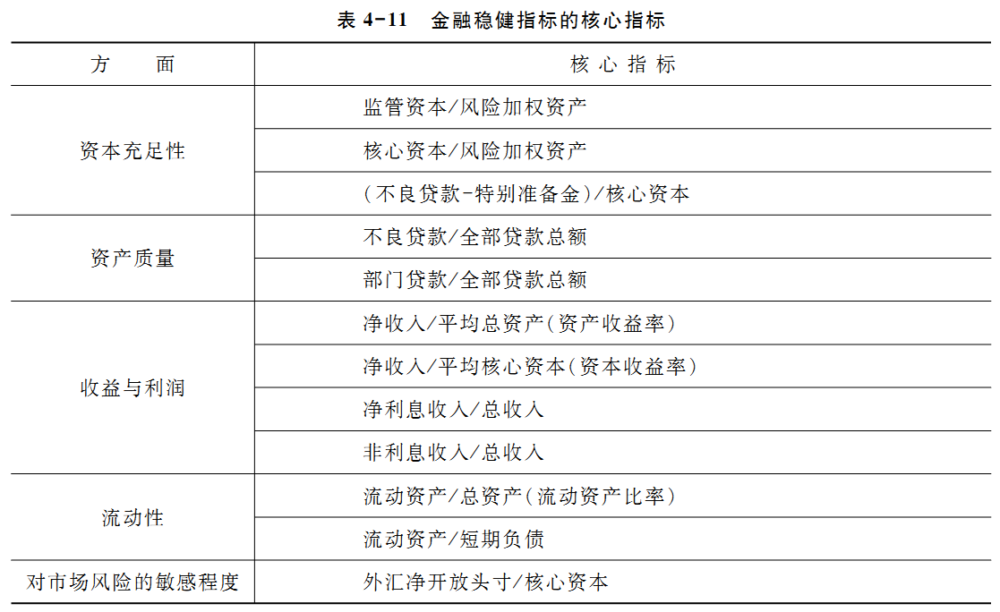 表 4-11 金融稳健指标的核心指标
方 面 核 心 指 标
监管资本/风险加权资产
资本充足性 核心资本/风险加权资产
(不良贷款-特别准备金)/核心资本
资产质量 不良贷款/全部贷款总额
部门贷款/全部贷款总额
收益与利润 净收入/平均总资产(资产收益率)
净收入/平均核心资本(资本收益率)
净利息收入/总收入
非利息收入/总收入
流动性 流动资产/总资产(流动资产比率)
流动资产/短期负债
对市场风险的敏感程度 外汇净开放头寸/核心资本